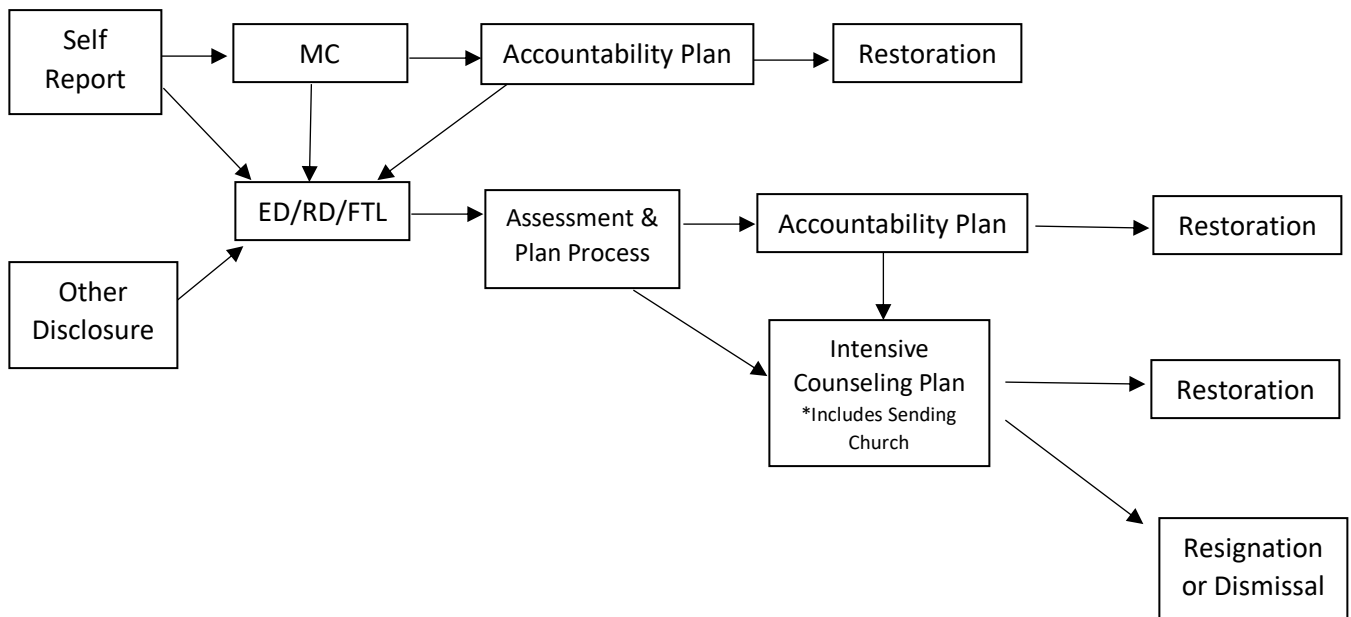 Self
Report
MC
Accountability Plan
Restoration
ED/RD/FTL
Assessment &
Plan Process
Accountability Plan
Restoration
Other
Disclosure
Intensive
Counseling Plan
*Includes Sending
Church
Restoration
Resignation
or Dismissal